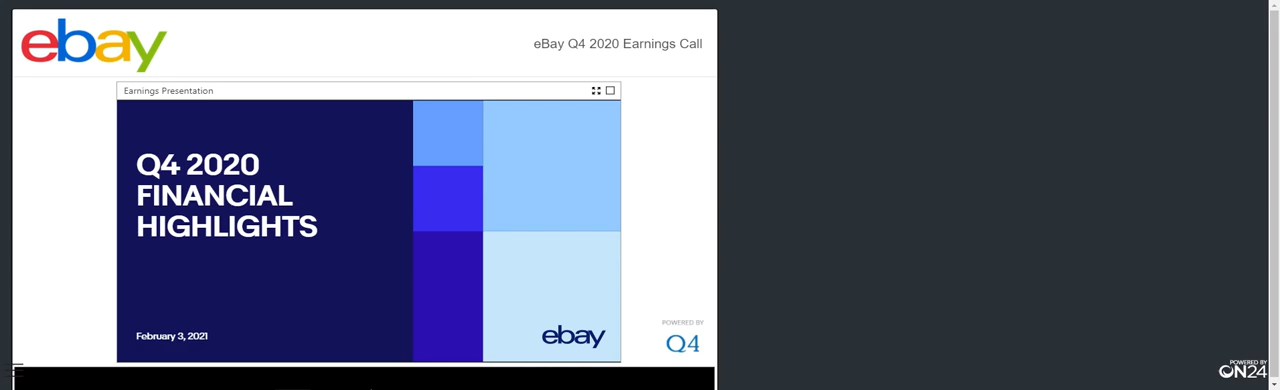 ebay
eBay Q4 2020 Earnings Call
Earnings Presentation
Q4 2020
FINANCIAL
HIGHLIGHTS
February 3, 2021
ebay
POWERED BY
Q4
POWERED BY
ON24